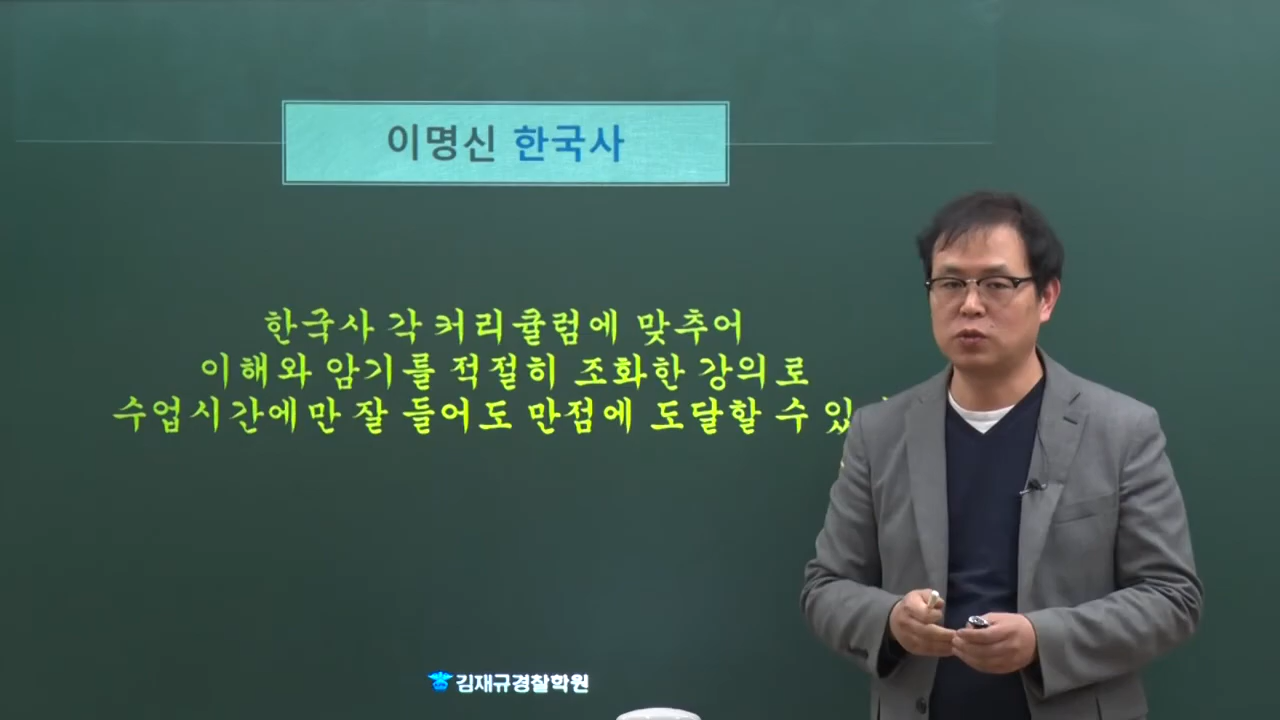 이명신 한국사
한국사 각 커리큘럼에 맞추어
이해와 암기를 적절히 조화한 강의로
수업시간에만 잘 들어도 만점에 도달할 수 있
김재규경찰학원